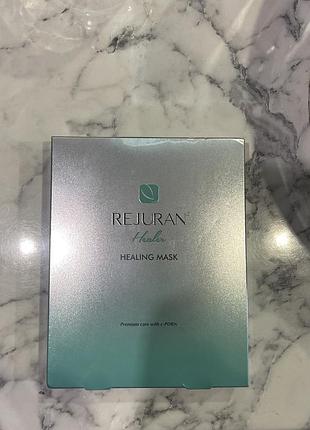 REJURAN
Healer
HEALING MASK
Premium care with c-PDRN